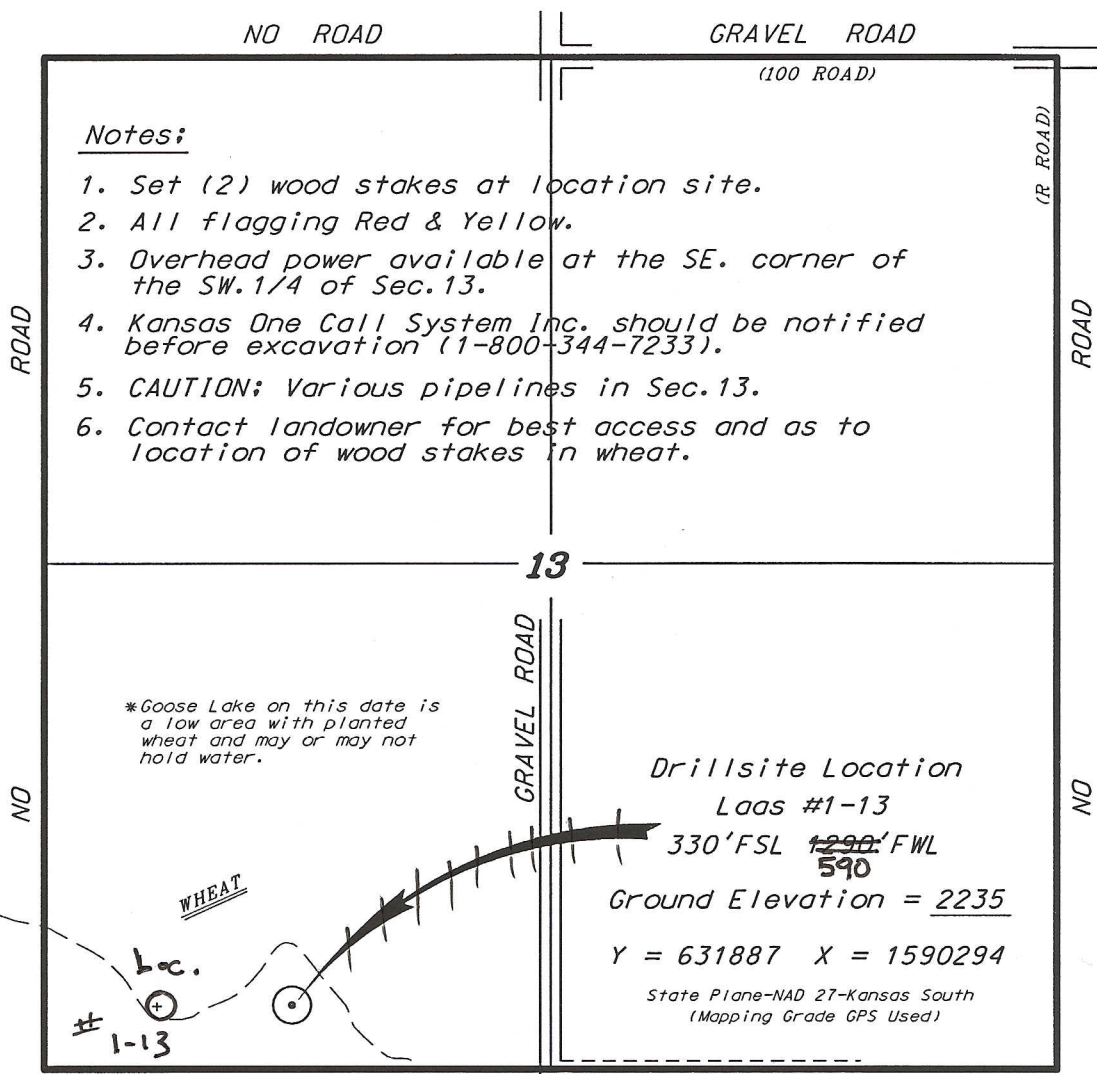 NO ROAD
GRAVEL ROAD
(100 ROAD)
(R ROAD)
Notes:
1. Set (2) wood stakes at location site.
2. All flagging Red & Yellow.
3. Overhead power available at the SE. corner of
the SW.1/4 of Sec.13.
4. Kansas One Call System Inc. should be notified
before excavation (1-800-344-7233).
5. CAUTION: Various pipelines in Sec.13.
6. Contact landowner for best access and as to
location of wood stakes in wheat.
NO ROAD
NO ROAD
13
GRAVEL ROAD
*Goose Lake on this date is
a low area with planted
wheat and may or may not
hold water.
Drillsite Location
Laas #1-13
330'FSL 1290'FWL
590
Ground Elevation = 2235
Y = 631887 X = 1590294
State Plane-NAD 27-Kansas South
(Mapping Grade GPS Used)
WHEAT
Loc.
#
1-13